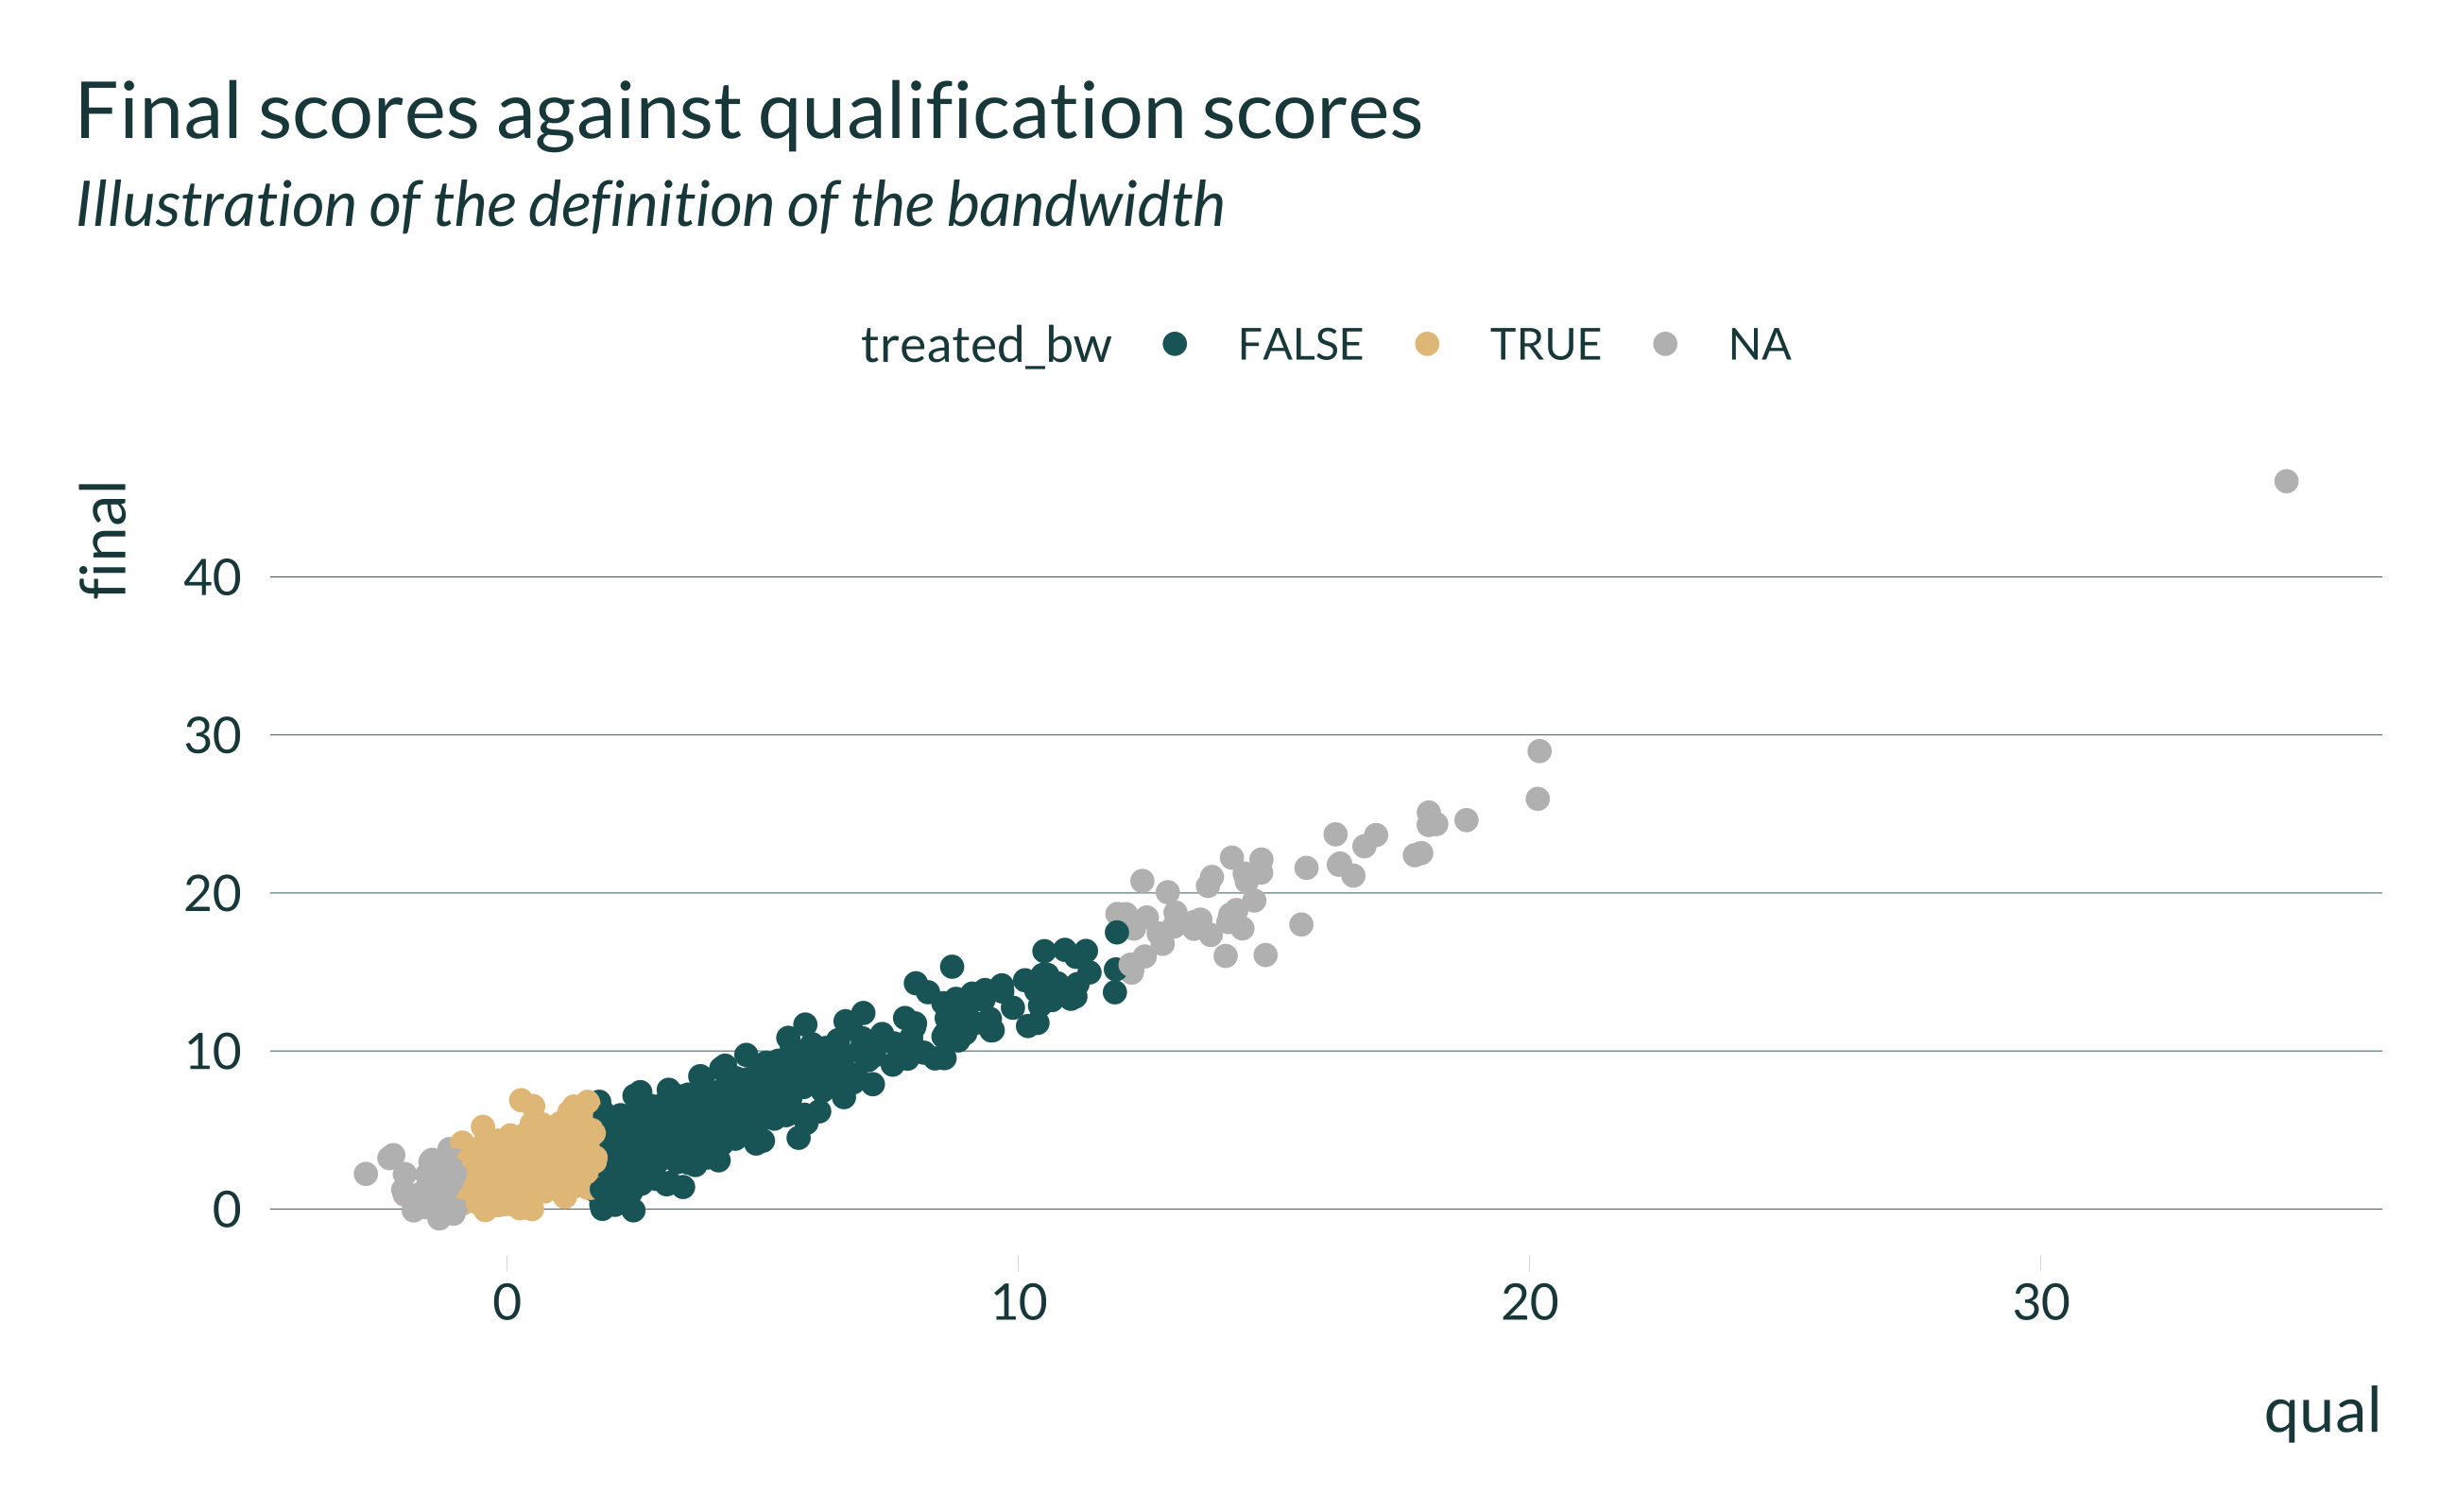 Final scores against qualification scores
Illustration of the definition of the bandwidth
treated_bw FALSE TRUE NA
final
40
30
20
10
0
0 10 20 30
qual